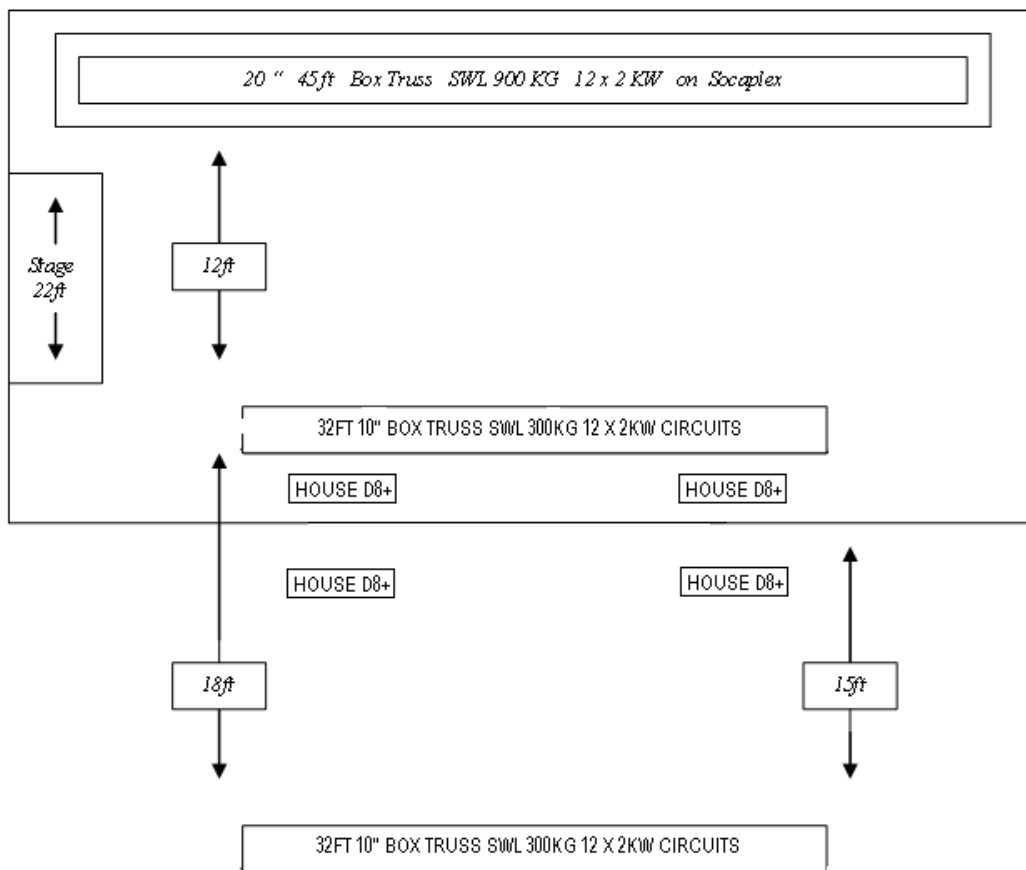 20 “ 45ft Box Truss SWL 900 KG 12 x 2 KW on Socaplex
Stage
22ft
12ft
32FT 10" BOX TRUSS SWL 300KG 12 X 2KW CIRCUITS
HOUSE D8+ HOUSE D8+
HOUSE D8+ HOUSE D8+
18ft 15ft
32FT 10" BOX TRUSS SWL 300KG 12 X 2KW CIRCUITS